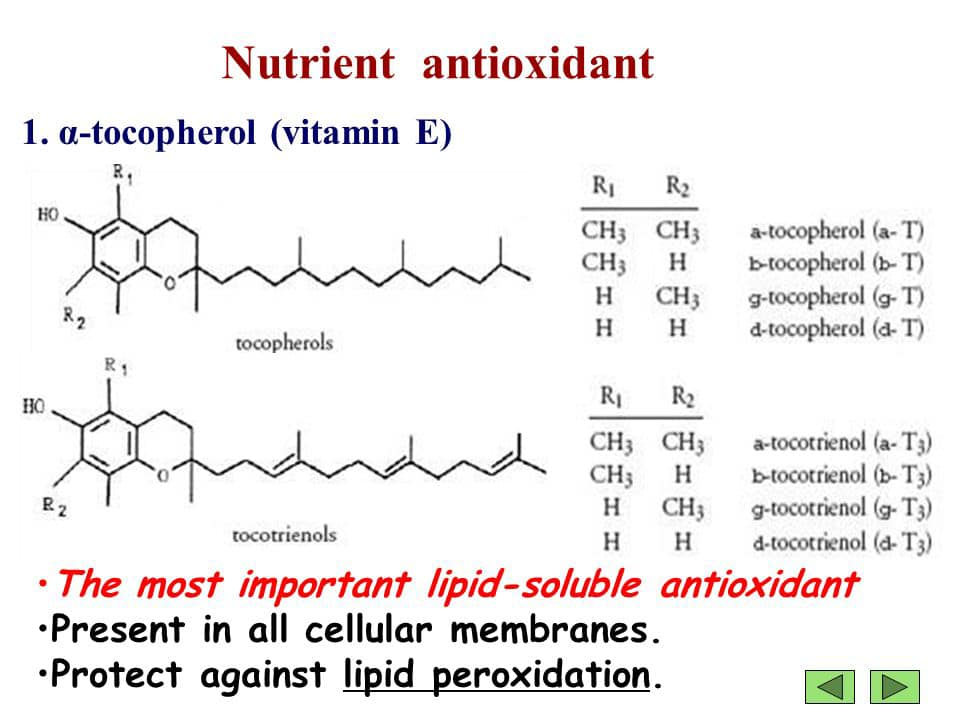 Nutrient antioxidant
1. α-tocopherol (vitamin E)
R1
HO
O
R2
tocopherols
R1 R2
CH3 CH3 a-tocopherol (a- T)
CH3 H b-tocopherol (b- T)
H CH3 g-tocopherol (g- T)
H H d-tocopherol (d- T)
R1
HO
O
R2
tocotrienols
R1 R2
CH3 CH3 a-tocotrienol (a- T3)
CH3 H b-tocotrienol (b- T3)
H CH3 g-tocotrienol (g- T3)
H H d-tocotrienol (d- T3)
•The most important lipid-soluble antioxidant
•Present in all cellular membranes.
•Protect against lipid peroxidation.